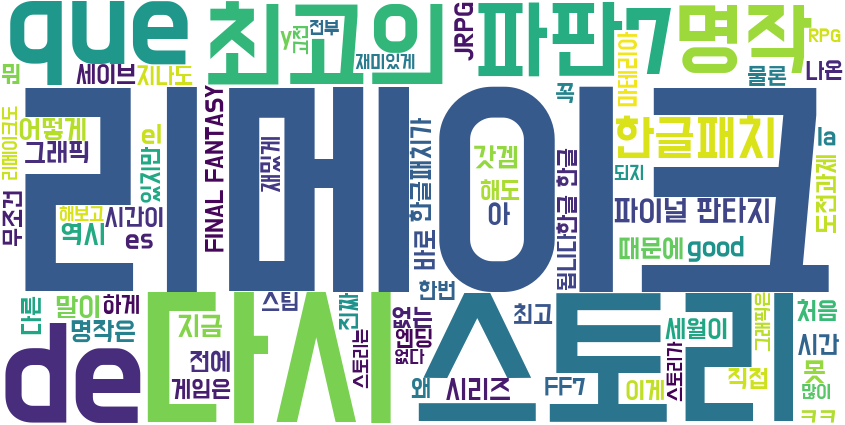 que
최고의
파판7
명작
JRPG
RPG
y
고전
전부
재미있게
뭐
세이브
지나도
마테리아
물론
나온
꼭
리메이크도
어떻게
el
그래픽
있지만
FINAL FANTASY
리메이크
재밌게
한글패치가
갓겜
해도
아
한글 한글
한글패치
되지
la
도전과제
파이널 판타지
무조건
해보고
시간이
역시
es
바로
됩니다
때문에
good
다른
말이
하게
스팀
진짜
한번
최고
세월이
그래픽은
처음
de
다시
스토리
명작은
지금
전에
게임은
스토리는
왜
시리즈
FF7
이게
스토리가
직접
시간
못
많이
ㅋㅋ